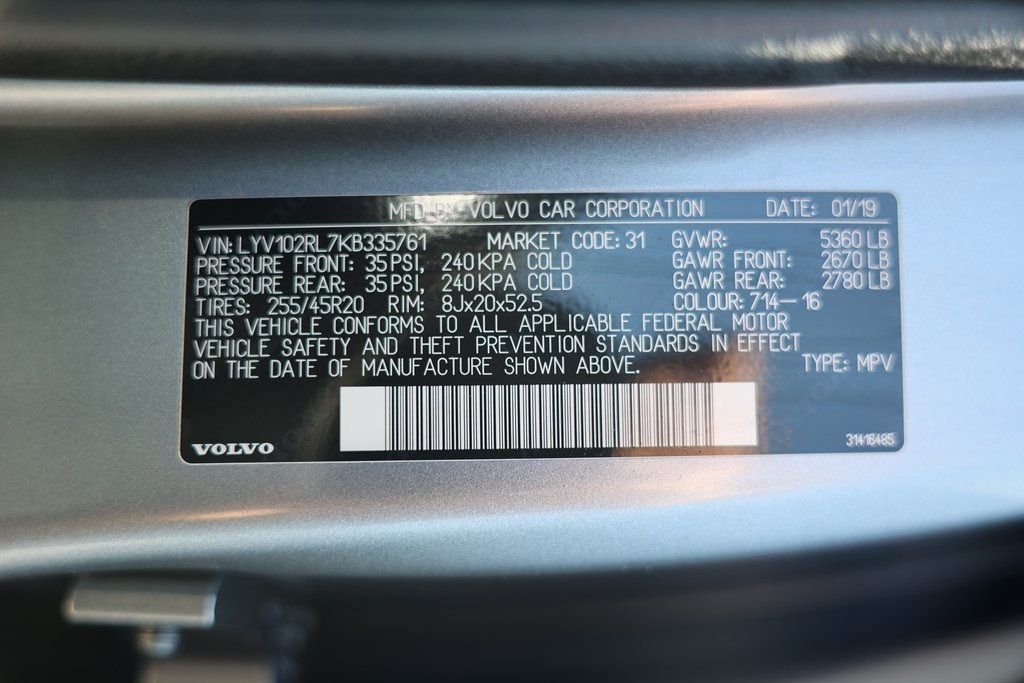 MFD BY VOLVO CAR CORPORATION DATE: 01/19
VIN: LYV102RL7KB335761 MARKET CODE: 31 GVWR: 5360 LB
PRESSURE FRONT: 35 PSI, 240 KPA COLD GAWR FRONT: 2670 LB
PRESSURE REAR: 35 PSI, 240 KPA COLD GAWR REAR: 2780 LB
TIRES: 255/45R20 RIM: 8Jx20x52.5 COLOUR: 714-16
THIS VEHICLE CONFORMS TO ALL APPLICABLE FEDERAL MOTOR
VEHICLE SAFETY AND THEFT PREVENTION STANDARDS IN EFFECT
ON THE DATE OF MANUFACTURE SHOWN ABOVE. TYPE: MPV
VOLVO 31416485